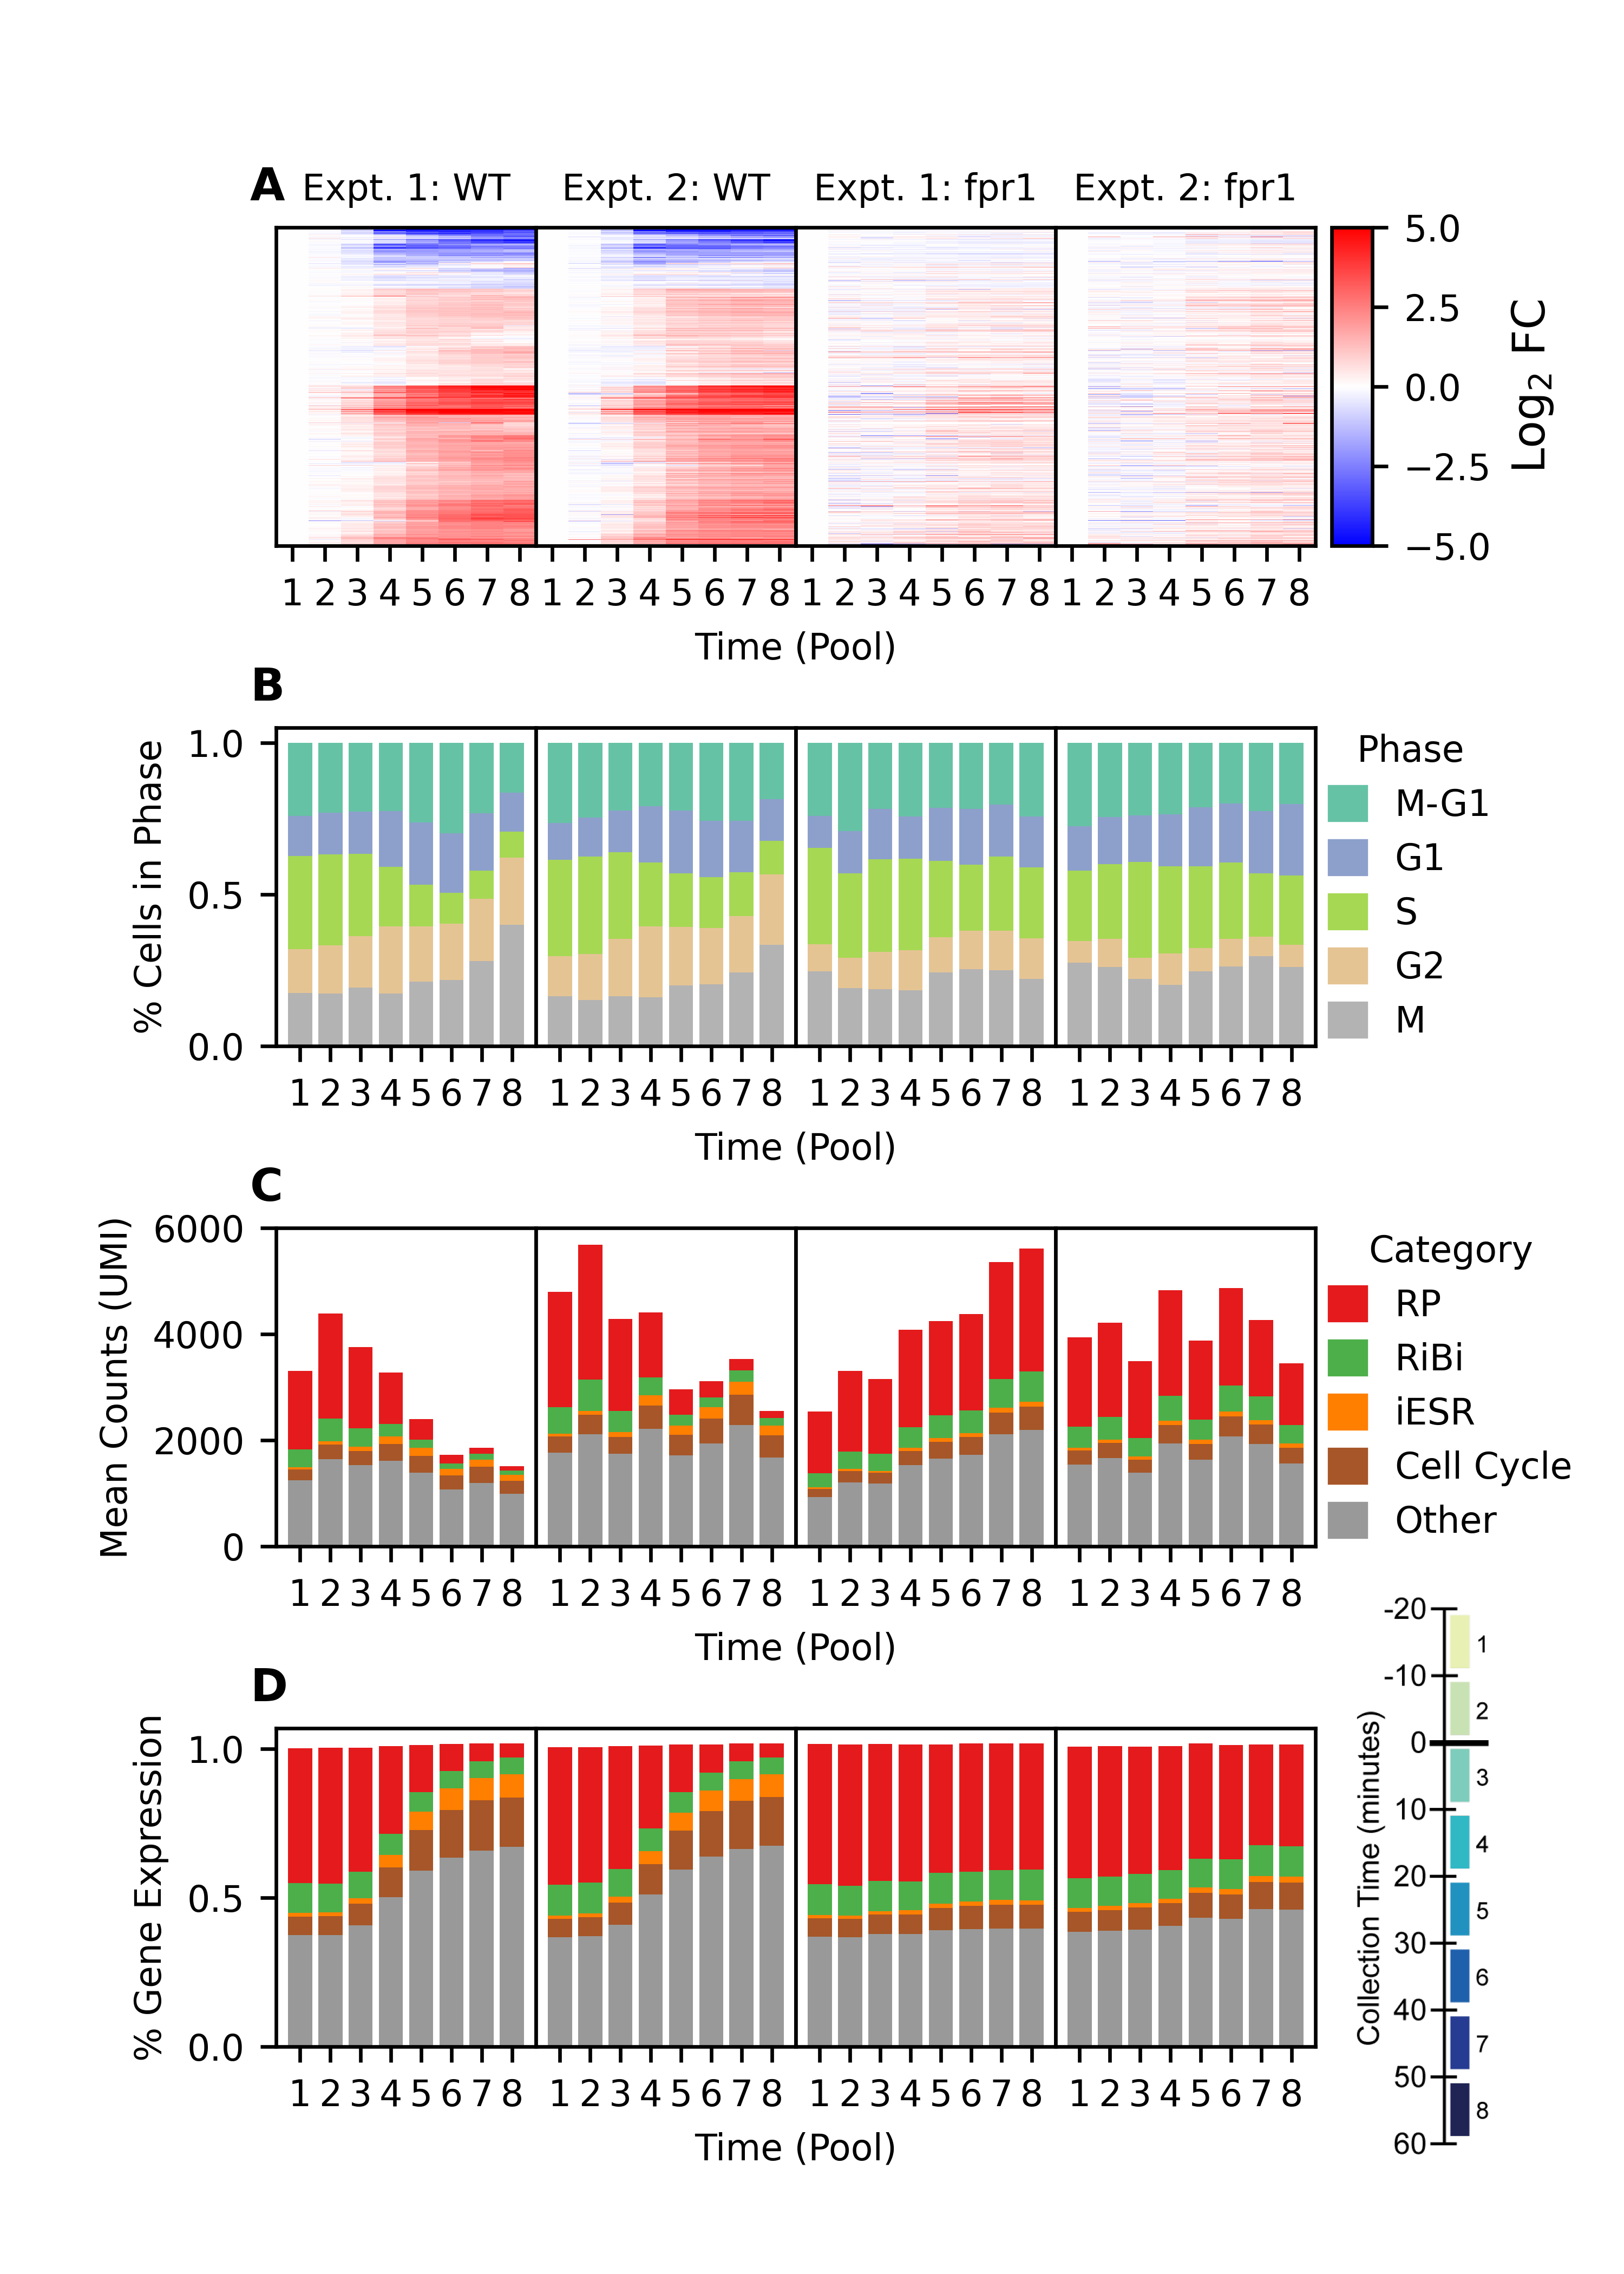 A Expt. 1: WT Expt. 2: WT Expt. 1: fpr1 Expt. 2: fpr1
5.0
2.5
0.0
−2.5
−5.0
Log2 FC
1 2 3 4 5 6 7 8 1 2 3 4 5 6 7 8 1 2 3 4 5 6 7 8 1 2 3 4 5 6 7 8
Time (Pool)
B
% Cells in Phase
1.0
0.5
0.0
Phase
M-G1
G1
S
G2
M
1 2 3 4 5 6 7 8 1 2 3 4 5 6 7 8 1 2 3 4 5 6 7 8 1 2 3 4 5 6 7 8
Time (Pool)
C
Mean Counts (UMI)
6000
4000
2000
0
Category
RP
RiBi
iESR
Cell Cycle
Other
1 2 3 4 5 6 7 8 1 2 3 4 5 6 7 8 1 2 3 4 5 6 7 8 1 2 3 4 5 6 7 8
Time (Pool)
D
% Gene Expression
1.0
0.5
0.0
1 2 3 4 5 6 7 8 1 2 3 4 5 6 7 8 1 2 3 4 5 6 7 8 1 2 3 4 5 6 7 8
Time (Pool)
Collection Time (minutes)
-20
1
-10
2
0
3
10
4
20
5
30
6
40
7
50
8
60